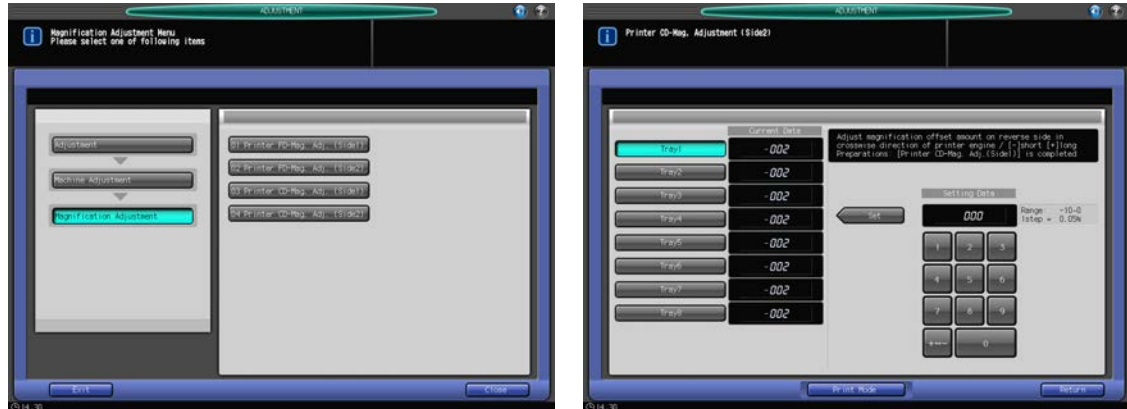 ADJUSTMENT
Magnification Adjustment Menu
Please select one of following items
Adjustment
Machine Adjustment
Magnification Adjustment
01 Printer FD-Mag. Adj. (Side1)
02 Printer FD-Mag. Adj. (Side2)
03 Printer CD-Mag. Adj. (Side1)
04 Printer CD-Mag. Adj. (Side2)
Exit
Close
14:30
ADJUSTMENT
Printer CD-Mag. Adjustment (Side2)
Current Data
Tray1 -002
Tray2 -002
Tray3 -002
Tray4 -002
Tray5 -002
Tray6 -002
Tray7 -002
Tray8 -002
Adjust magnification offset amount on reverse side in
crosswise direction of printer engine / [-]short [+]long
Preparations: [Printer CD-Mag. Adj.(Side1)] is completed
Setting Data
Set
000
Range: -10~0
1step = 0.05%
1 2 3
4 5 6
7 8 9
+↔- 0
Print Mode
Return
14:30